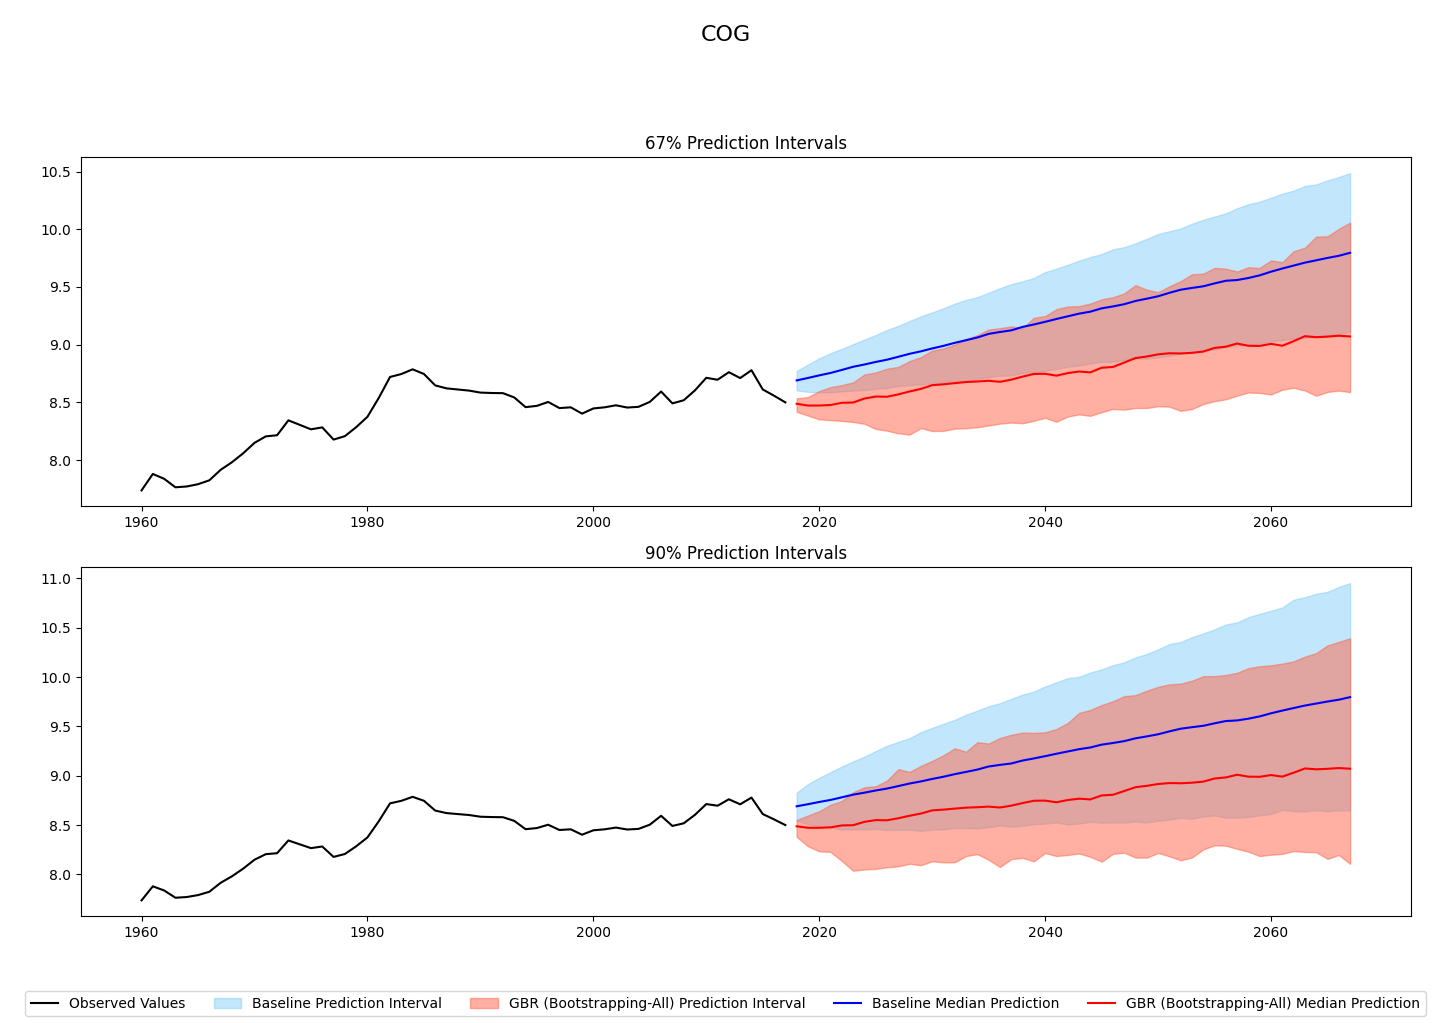 COG
67% Prediction Intervals
10.5
10.0
9.5
9.0
8.5
8.0
1960 1980 2000 2020 2040 2060
90% Prediction Intervals
11.0
10.5
10.0
9.5
9.0
8.5
8.0
1960 1980 2000 2020 2040 2060
Observed Values Baseline Prediction Interval GBR (Bootstrapping-All) Prediction Interval Baseline Median Prediction GBR (Bootstrapping-All) Median Prediction